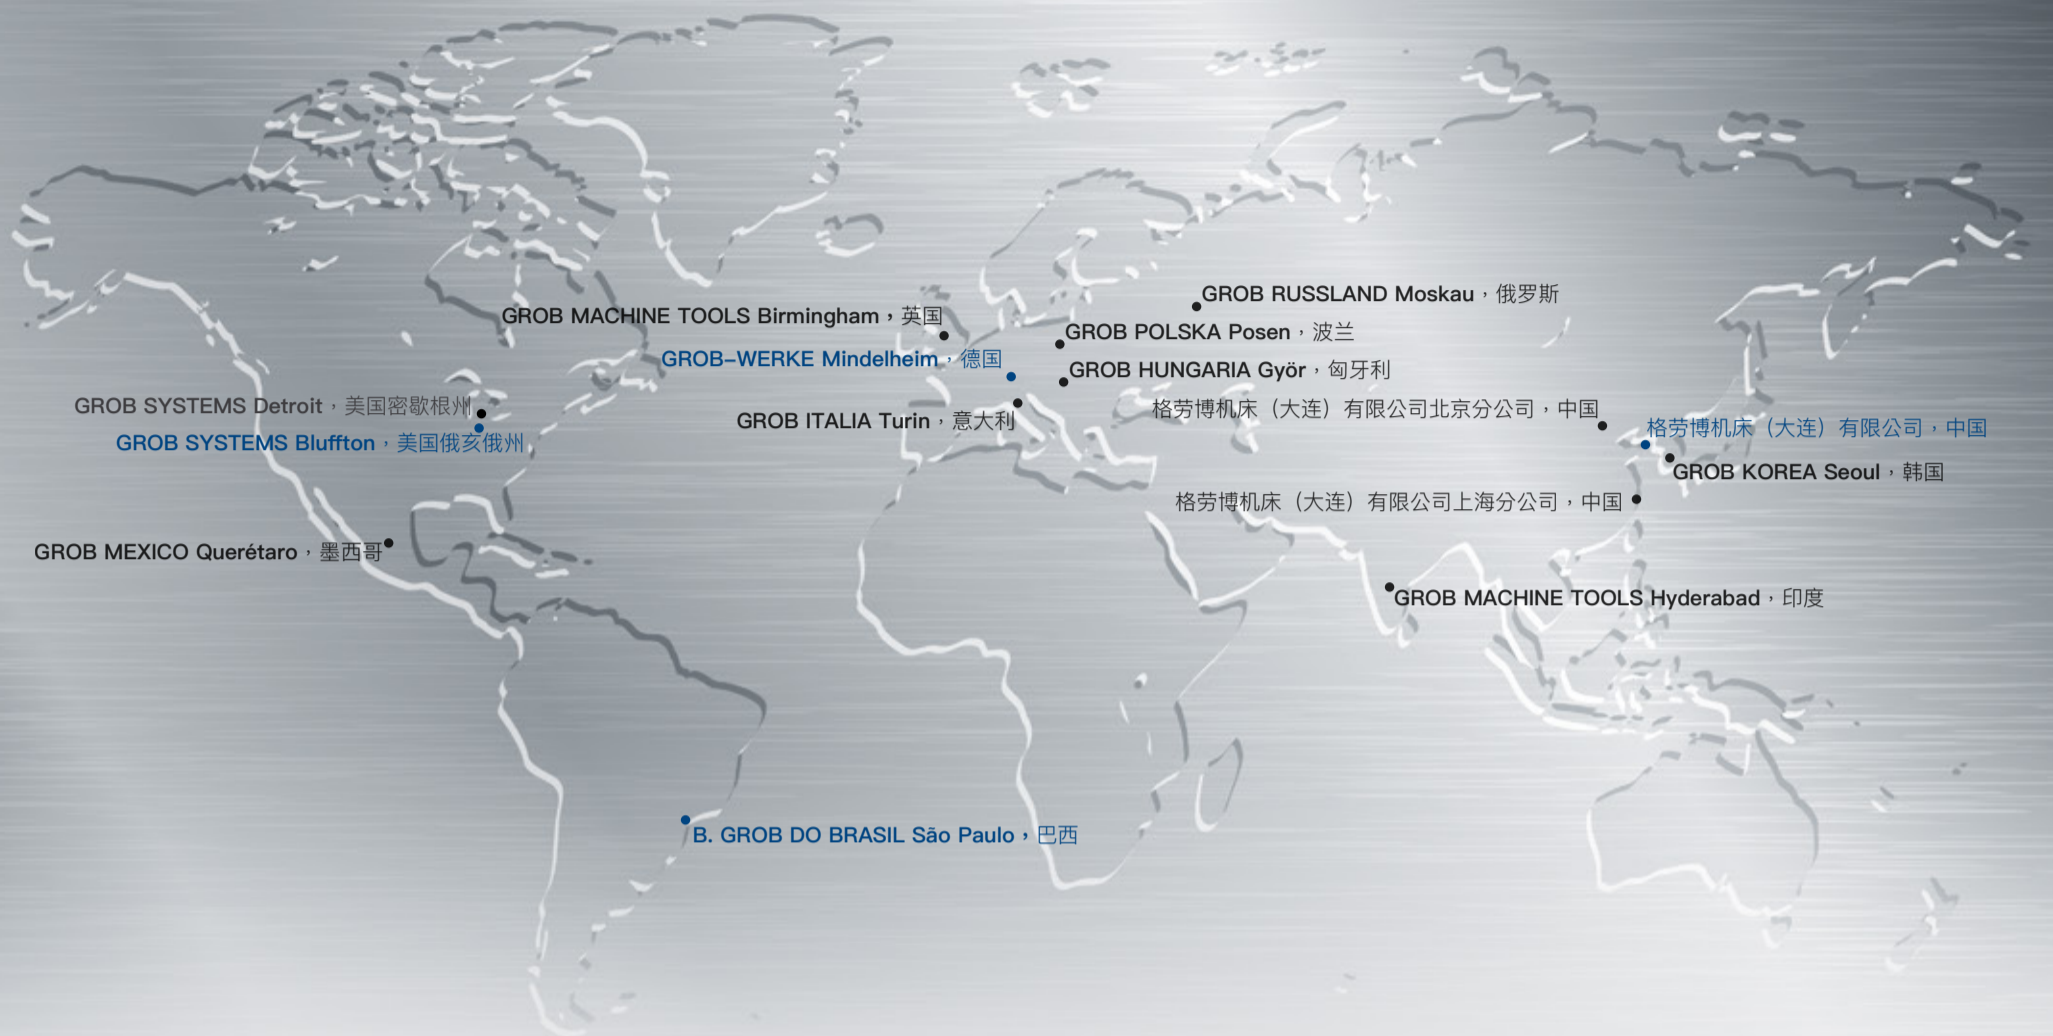 GROB RUSSLAND Moskau，俄罗斯
GROB MACHINE TOOLS Birmingham，英国
GROB POLSKA Posen，波兰
GROB-WERKE Mindelheim，德国
GROB HUNGARIA Györ，匈牙利
GROB SYSTEMS Detroit，美国密歇根州
格劳博机床（大连）有限公司北京分公司，中国
GROB ITALIA Turin，意大利
格劳博机床（大连）有限公司，中国
GROB SYSTEMS Bluffton，美国俄亥俄州
GROB KOREA Seoul，韩国
格劳博机床（大连）有限公司上海分公司，中国
GROB MEXICO Querétaro，墨西哥
GROB MACHINE TOOLS Hyderabad，印度
B. GROB DO BRASIL São Paulo，巴西